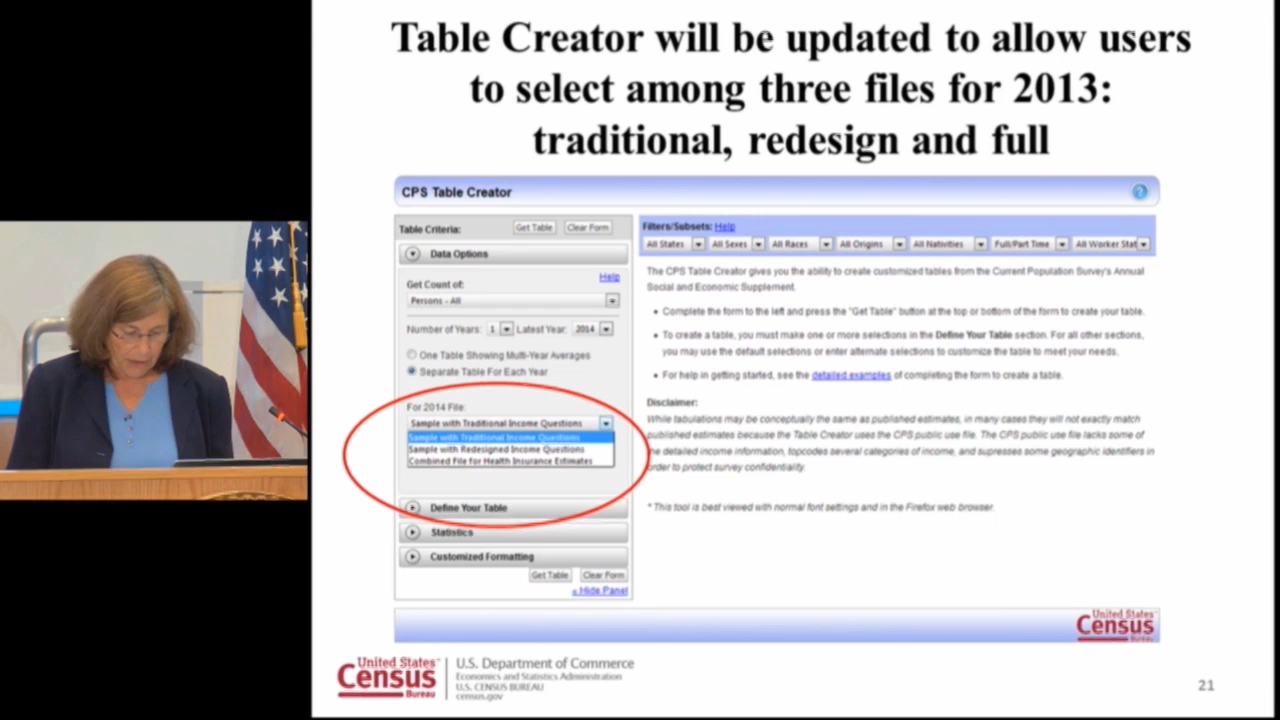 Table Creator will be updated to allow users
to select among three files for 2013:
traditional, redesign and full
CPS Table Creator
?
Table Criteria: Get Table Clear Form
Data Options
Help
Get Count of:
Persons - All
Number of Years: 1 Latest Year: 2014
One Table Showing Multi-Year Averages
Separate Table For Each Year
For 2014 File:
Sample with Traditional Income Questions
Sample with Traditional Income Questions
Sample with Redesigned Income Questions
Combined File for Health Insurance Estimates
Define Your Table
Statistics
Customized Formatting
Get Table Clear Form
« Hide Panel
Filters/Subsets: Help
All States All Sexes All Races All Origins All Nativities Full/Part Time All Worker Stat
The CPS Table Creator gives you the ability to create customized tables from the Current Population Survey's Annual
Social and Economic Supplement.
• Complete the form to the left and press the "Get Table" button at the top or bottom of the form to create your table.
• To create a table, you must make one or more selections in the Define Your Table section. For all other sections,
you may use the default selections or enter alternate selections to customize the table to meet your needs.
• For help in getting started, see the detailed examples of completing the form to create a table.
Disclaimer:
While tabulations may be conceptually the same as published estimates, in many cases they will not exactly match
published estimates because the Table Creator uses the CPS public use file. The CPS public use file lacks some of
the detailed income information, topcodes several categories of income, and supresses some geographic identifiers in
order to protect survey confidentiality.
* This tool is best viewed with normal font settings and in the Firefox web browser.
United States
Census
Bureau
United States™
Census
Bureau
U.S. Department of Commerce
Economics and Statistics Administration
U.S. CENSUS BUREAU
census.gov
21